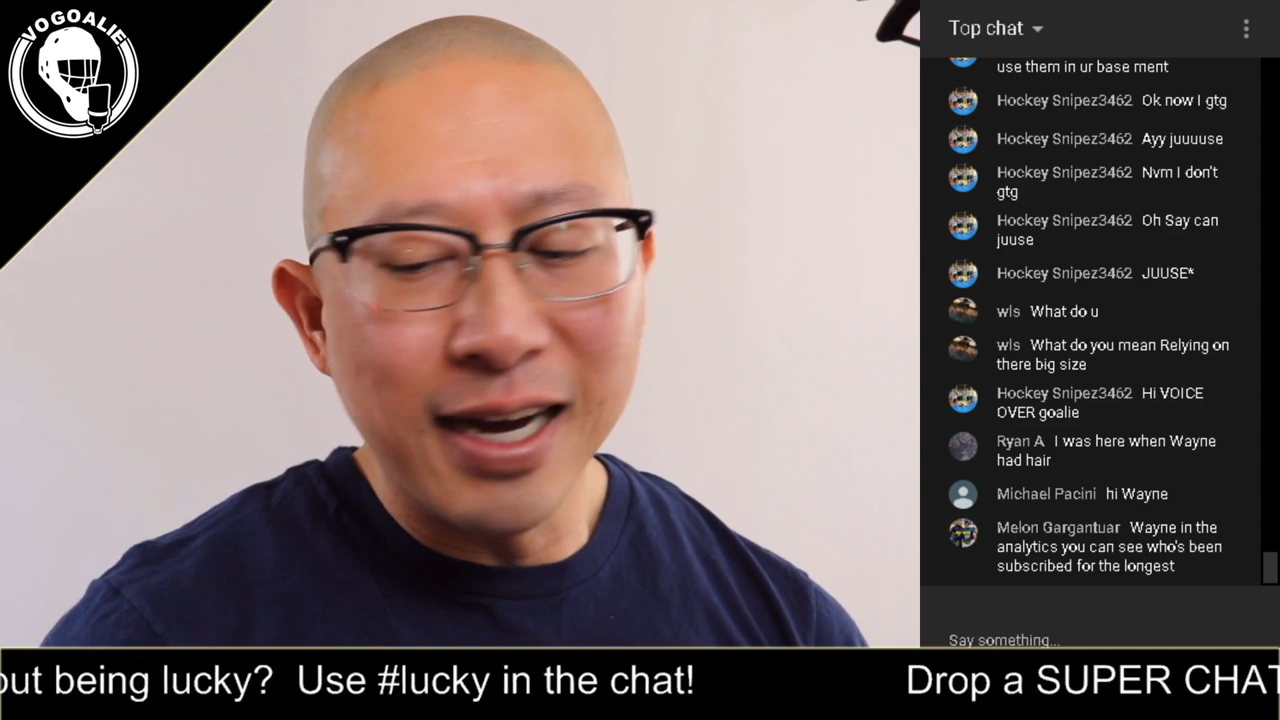 VOGOALIE
Top chat
use them in ur base ment
Hockey Snipez3462 Ok now I gtg
Hockey Snipez3462 Ayy juuuuse
Hockey Snipez3462 Nvm I don't
gtg
Hockey Snipez3462 Oh Say can
juuse
Hockey Snipez3462 JUUSE*
wls What do u
wls What do you mean Relying on
there big size
Hockey Snipez3462 Hi VOICE
OVER goalie
Ryan A I was here when Wayne
had hair
Michael Pacini hi Wayne
Melon Gargantuar Wayne in the
analytics you can see who's been
subscribed for the longest
Say something...
out being lucky? Use #lucky in the chat! Drop a SUPER CHAT